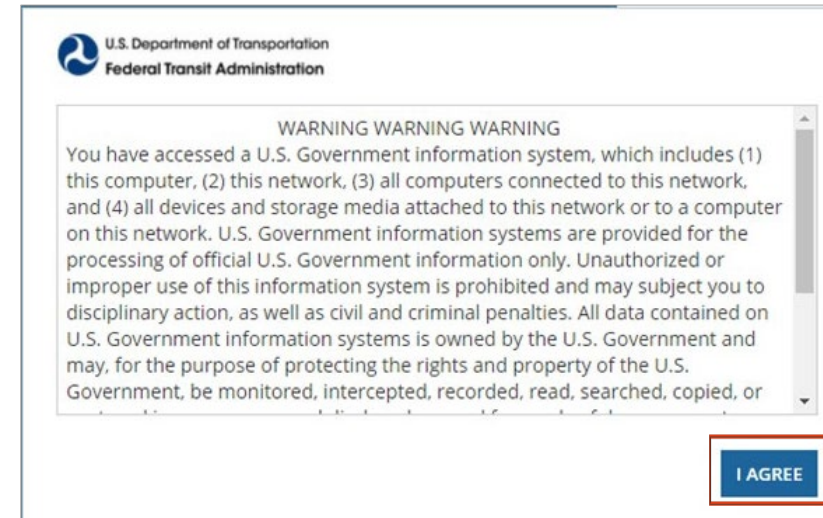 U.S. Department of Transportation
Federal Transit Administration
WARNING WARNING WARNING
You have accessed a U.S. Government information system, which includes (1)
this computer, (2) this network, (3) all computers connected to this network,
and (4) all devices and storage media attached to this network or to a computer
on this network. U.S. Government information systems are provided for the
processing of official U.S. Government information only. Unauthorized or
improper use of this information system is prohibited and may subject you to
disciplinary action, as well as civil and criminal penalties. All data contained on
U.S. Government information systems is owned by the U.S. Government and
may, for the purpose of protecting the rights and property of the U.S.
Government, be monitored, intercepted, recorded, read, searched, copied, or
I AGREE